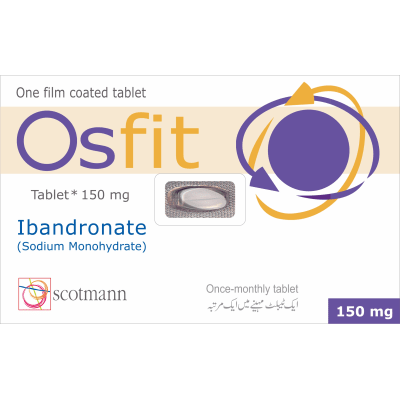 One film coated tablet
Osfit
Tablet* 150 mg
Ibandronate
(Sodium Monohydrate)
scotmann
Once-monthly tablet
ایک ٹیبلٹ مہینے میں ایک مرتبہ
150 mg